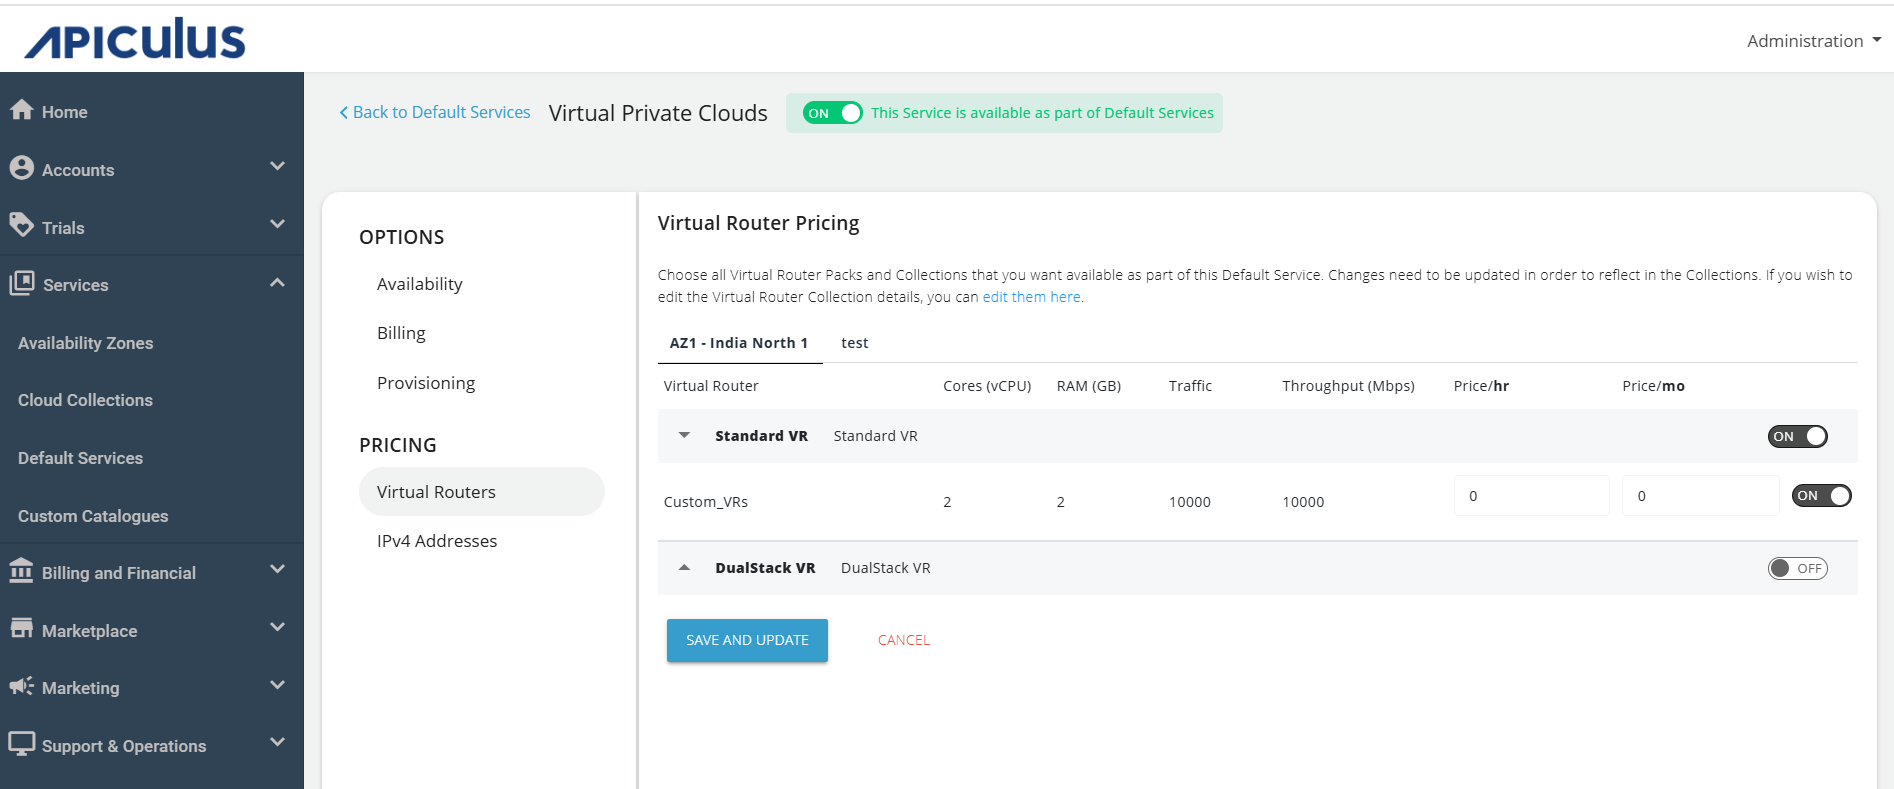 APICULUS
Administration
Home
Accounts
Trials
Services
Availability Zones
Cloud Collections
Default Services
Custom Catalogues
Billing and Financial
Marketplace
Marketing
Support & Operations
Back to Default Services
Virtual Private Clouds
ON This Service is available as part of Default Services
OPTIONS
Availability
Billing
Provisioning
PRICING
Virtual Routers
IPv4 Addresses
Virtual Router Pricing
Choose all Virtual Router Packs and Collections that you want available as part of this Default Service. Changes need to be updated in order to reflect in the Collections. If you wish to
edit the Virtual Router Collection details, you can edit them here.
AZ1 - India North 1 test
Virtual Router Cores (vCPU) RAM (GB) Traffic Throughput (Mbps) Price/hr Price/mo
Standard VR Standard VR ON
Custom_VRs 2 2 10000 10000 0 0 ON
DualStack VR DualStack VR OFF
SAVE AND UPDATE CANCEL